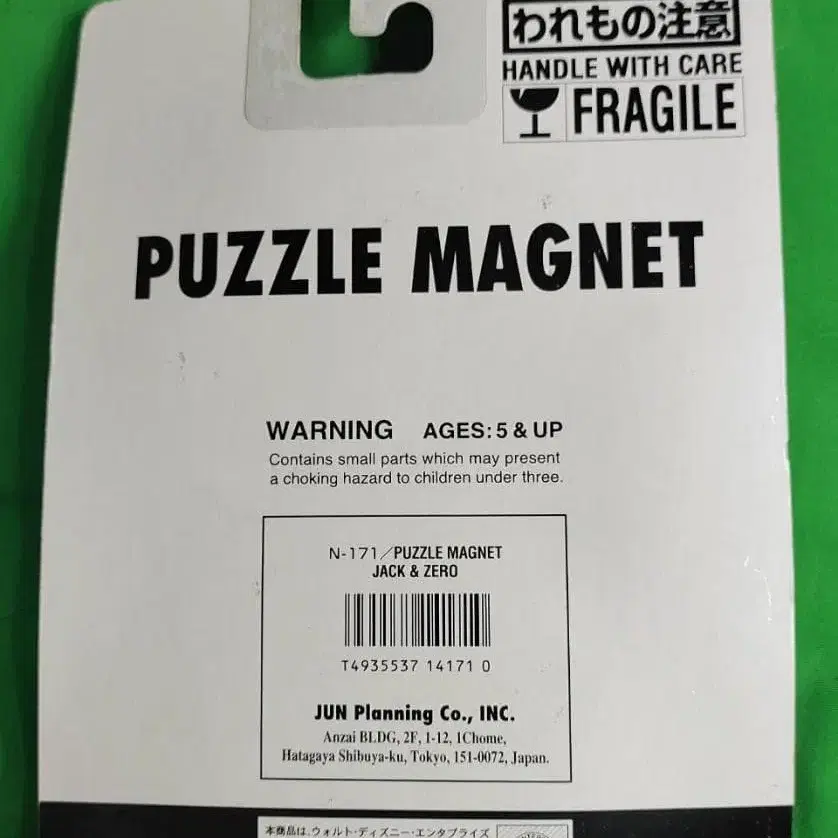 われもの注意
HANDLE WITH CARE
FRAGILE
PUZZLE MAGNET
WARNING AGES: 5 & UP
Contains small parts which may present
a choking hazard to children under three.
N-171／PUZZLE MAGNET
JACK & ZERO
T4935537 14171 0
JUN Planning Co., INC.
Anzai BLDG, 2F, 1-12, 1Chome,
Hatagaya Shibuya-ku, Tokyo, 151-0072, Japan.
本商品は、ウォルト・ディズニー・エンタプライズ